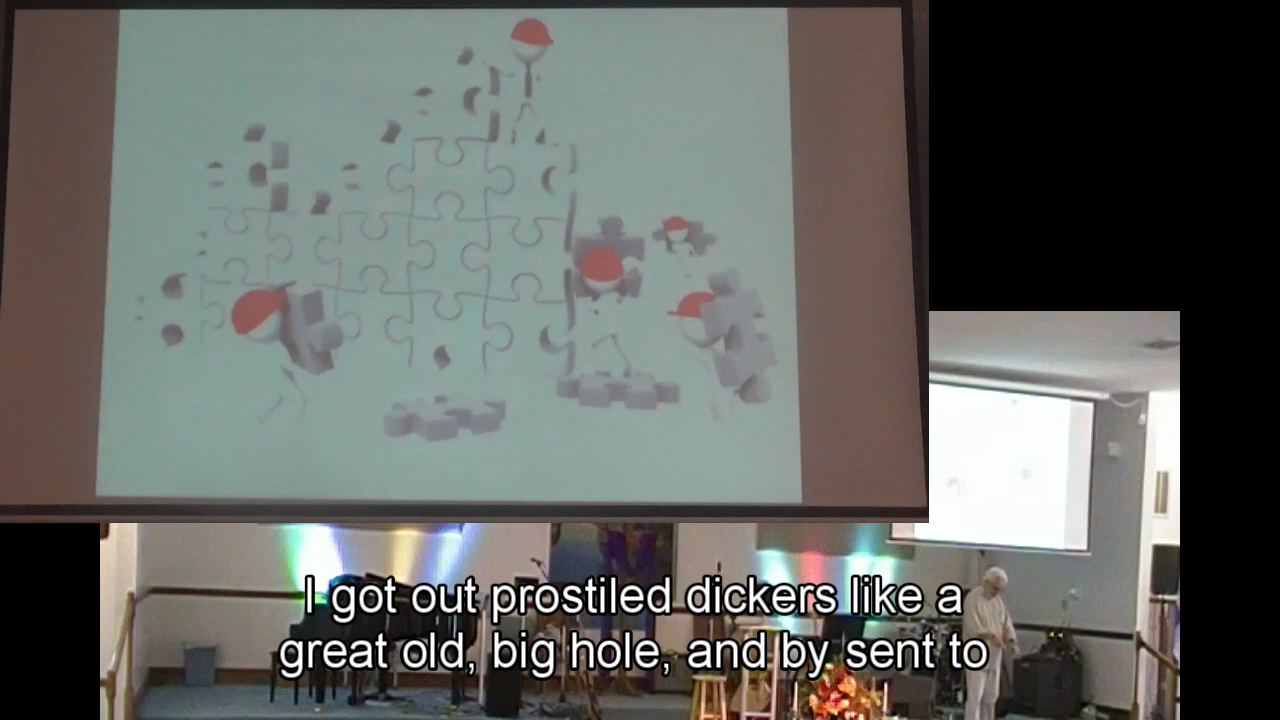 I got out prostiled dickers like a
great old, big hole, and by sent to